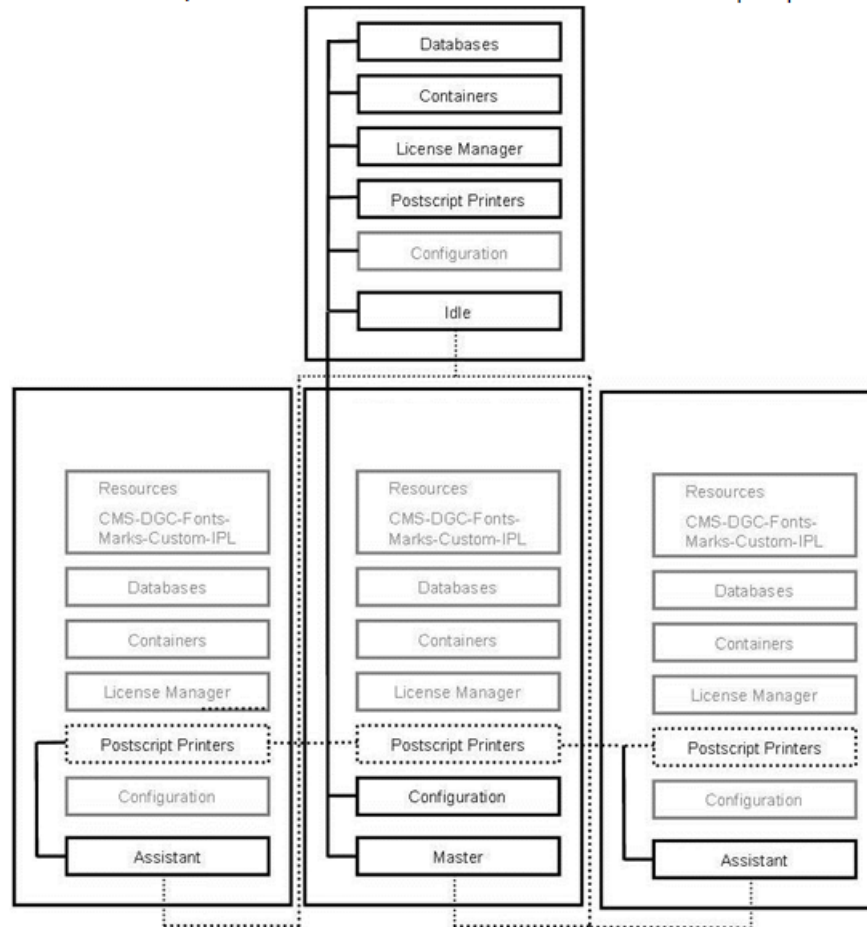 Databases
Containers
License Manager
Postscript Printers
Configuration
Idle
Resources
CMS-DGC-Fonts-
Marks-Custom-IPL
Databases
Containers
License Manager
Postscript Printers
Configuration
Assistant
Resources
CMS-DGC-Fonts-
Marks-Custom-IPL
Databases
Containers
License Manager
Postscript Printers
Configuration
Master
Resources
CMS-DGC-Fonts-
Marks-Custom-IPL
Databases
Containers
License Manager
Postscript Printers
Configuration
Assistant